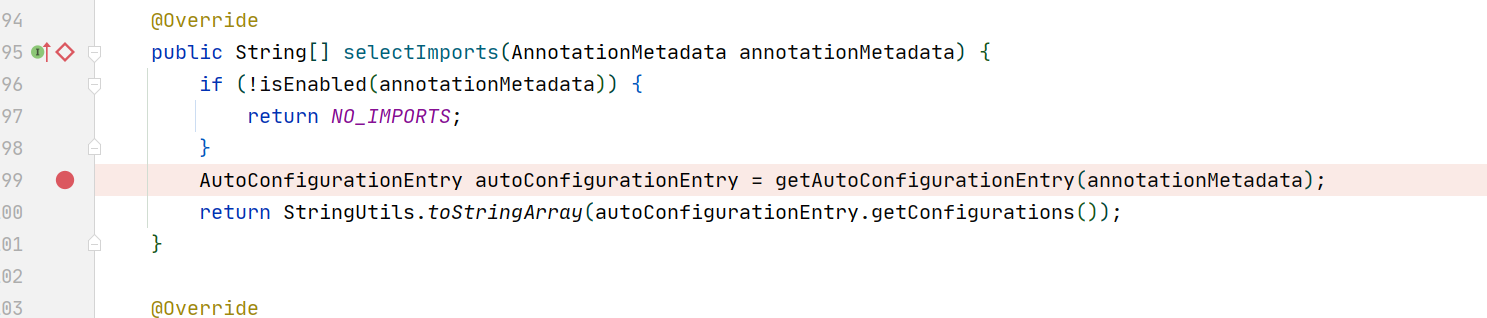 94 @Override
95 public String[] selectImports(AnnotationMetadata annotationMetadata) {
96 if (!isEnabled(annotationMetadata)) {
97 return NO_IMPORTS;
98 }
99 AutoConfigurationEntry autoConfigurationEntry = getAutoConfigurationEntry(annotationMetadata);
00 return StringUtils.toStringArray(autoConfigurationEntry.getConfigurations());
01 }
02
03 @Override